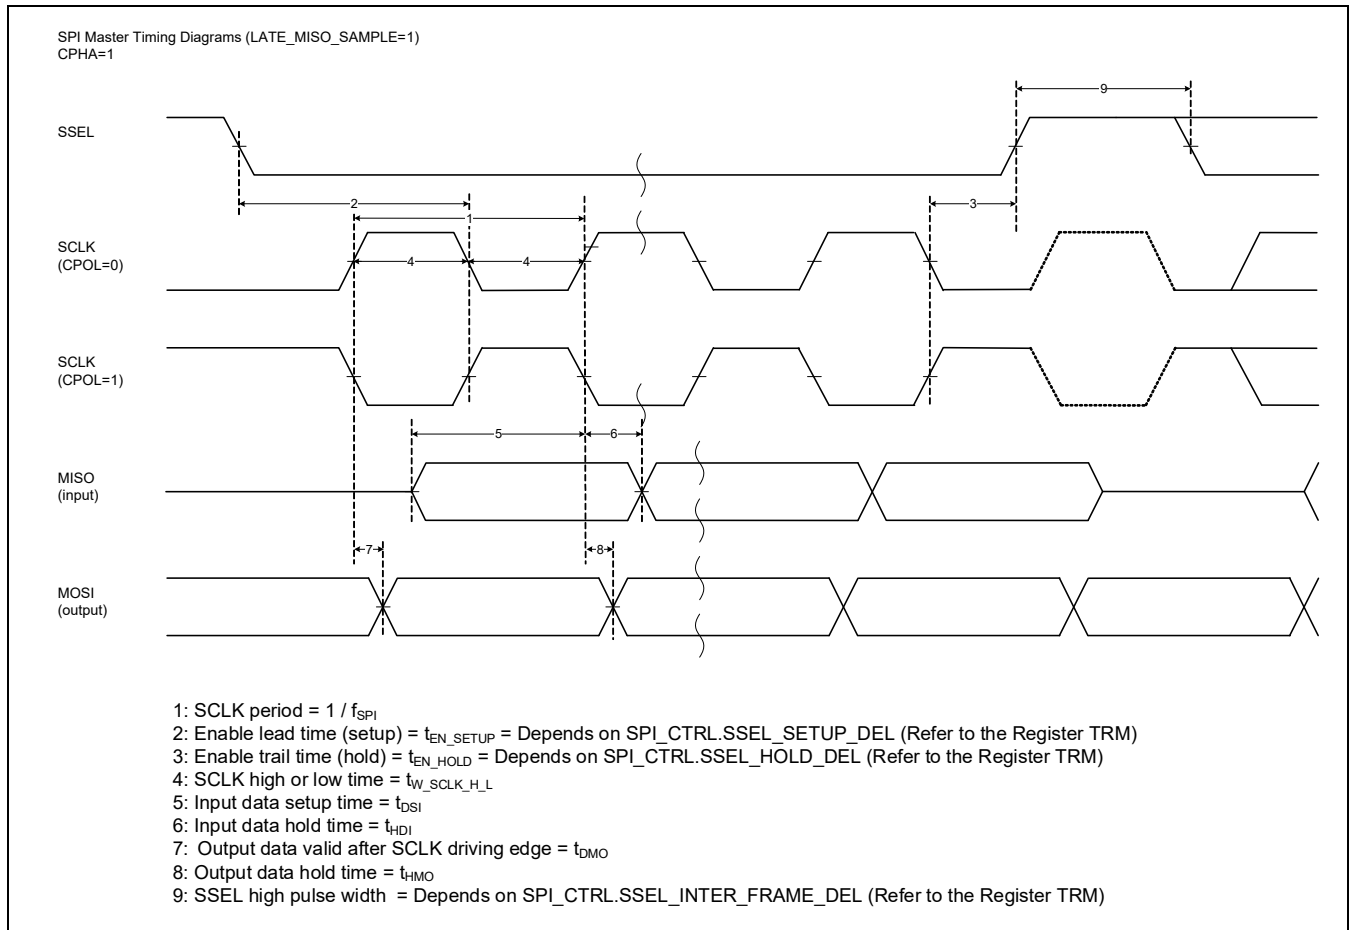 SPI Master Timing Diagrams (LATE_MISO_SAMPLE=1)
CPHA=1
9
SSEL
2
3
1
SCLK
(CPOL=0)
4
4
SCLK
(CPOL=1)
5
6
MISO
(input)
7
8
MOSI
(output)
1: SCLK period = 1 / fSPI
2: Enable lead time (setup) = tEN_SETUP = Depends on SPI_CTRL.SSEL_SETUP_DEL (Refer to the Register TRM)
3: Enable trail time (hold) = tEN_HOLD = Depends on SPI_CTRL.SSEL_HOLD_DEL (Refer to the Register TRM)
4: SCLK high or low time = tW_SCLK_H_L
5: Input data setup time = tDSI
6: Input data hold time = tHDI
7: Output data valid after SCLK driving edge = tDMO
8: Output data hold time = tHMO
9: SSEL high pulse width = Depends on SPI_CTRL.SSEL_INTER_FRAME_DEL (Refer to the Register TRM)